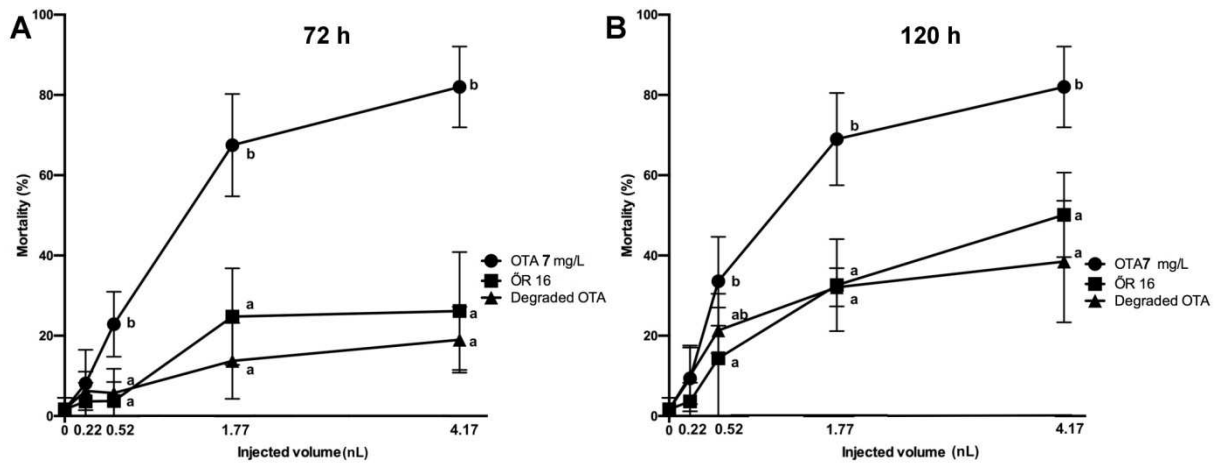 A
72 h
100
80
60
40
20
0
Mortality (%)
b
b
b
a
a
a
a
a
a
0 0.22 0.52 1.77 4.17
Injected volume(nL)
OTA 7 mg/L
ŐR 16
Degraded OTA
B
120 h
100
80
60
40
20
0
Mortality (%)
b
b
b
ab
a
a
a
a
a
0 0.22 0.52 1.77 4.17
Injected volume (nL)
OTA7 mg/L
ŐR 16
Degraded OTA